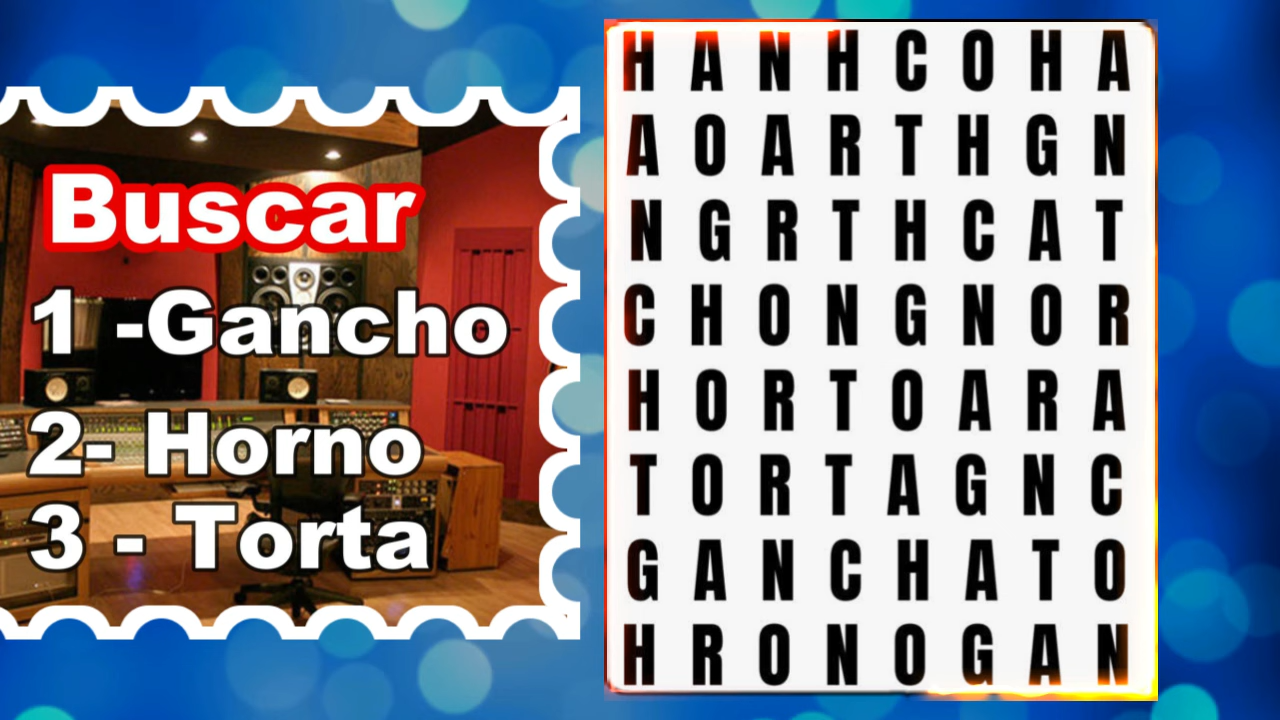 Buscar
1 -Gancho
2- Horno
3 - Torta
H A N H C O H A
A O A R T H G N
N G R T H C A T
C H O N G N O R
H O R T O A R A
T O R T A G N C
G A N C H A T O
H R O N O G A N